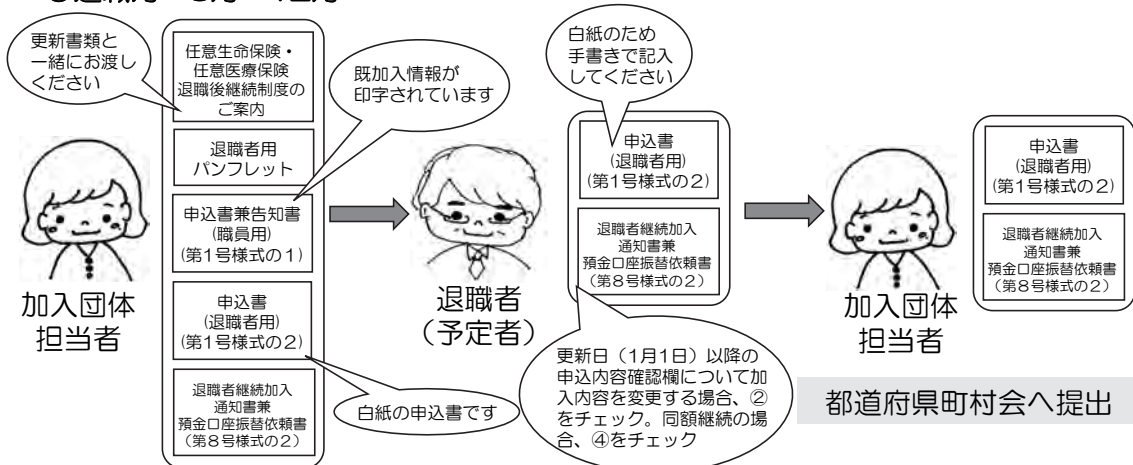 更新書類と
一緒にお渡し
ください
任意生命保険・
任意医療保険
退職後継続制度の
ご案内
退職者用
パンフレット
申込書兼告知書
(職員用)
(第1号様式の1)
申込書
(退職者用)
(第1号様式の2)
退職者継続加入
通知書兼
預金口座振替依頼書
(第8号様式の2)
加入団体
担当者
既加入情報が
印字されています
白紙の申込書です
退職者
(予定者)
白紙のため
手書きで記入
してください
申込書
(退職者用)
(第1号様式の2)
退職者継続加入
通知書兼
預金口座振替依頼書
(第8号様式の2)
更新日(1月1日)以降の
申込内容確認欄について加
入内容を変更する場合、②
をチェック。同額継続の場
合、④をチェック
加入団体
担当者
申込書
(退職者用)
(第1号様式の2)
退職者継続加入
通知書兼
預金口座振替依頼書
(第8号様式の2)
都道府県町村会へ提出